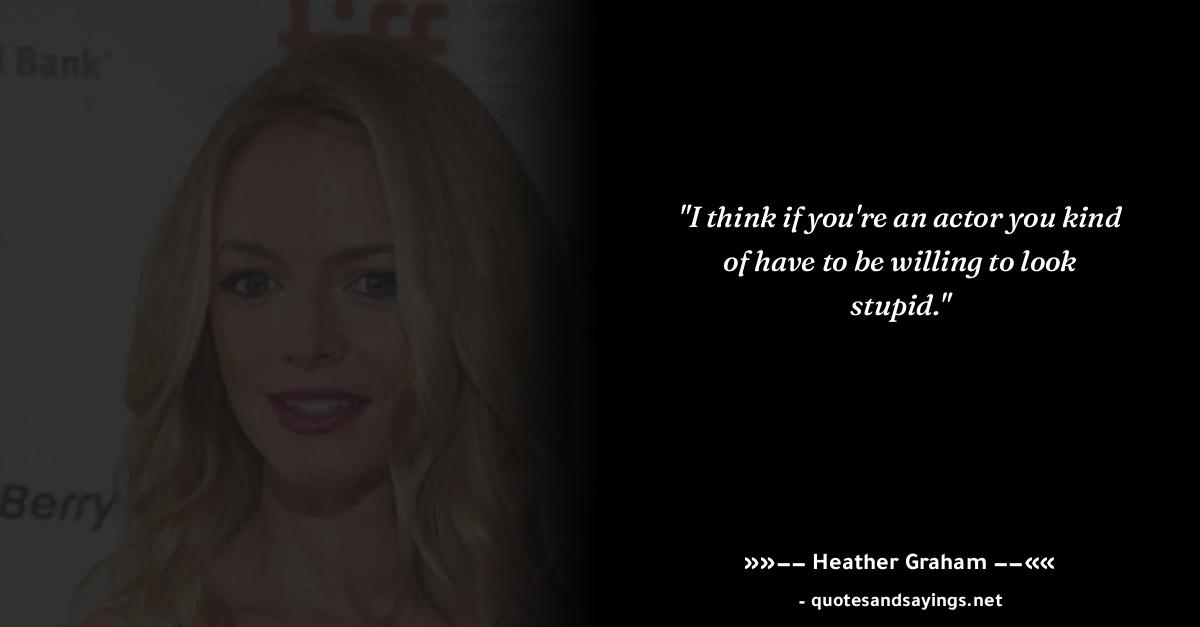 tiff
Bank
Berry
"I think if you're an actor you kind
of have to be willing to look
stupid."
»»—— Heather Graham ——««
- quotesandsayings.net